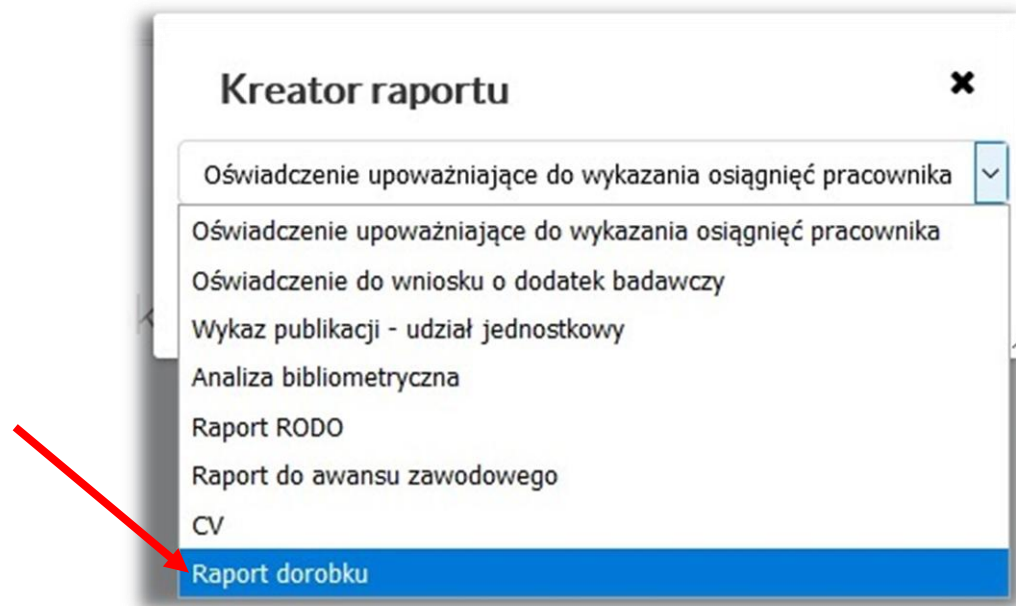 Kreator raportu
Oświadczenie upoważniające do wykazania osiągnięć pracownika
Oświadczenie upoważniające do wykazania osiągnięć pracownika
Oświadczenie do wniosku o dodatek badawczy
Wykaz publikacji - udział jednostkowy
Analiza bibliometryczna
Raport RODO
Raport do awansu zawodowego
CV
Raport dorobku